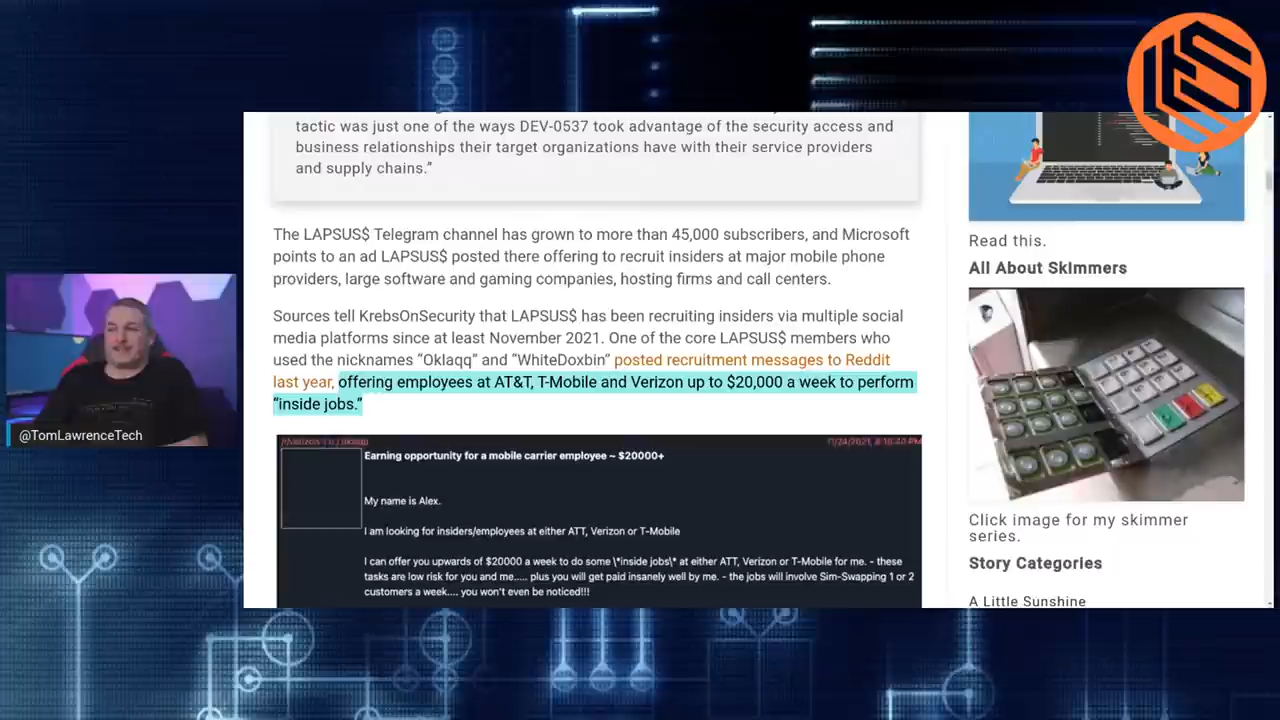 tactic was just one of the ways DEV-0537 took advantage of the security access and
business relationships their target organizations have with their service providers
and supply chains.”
The LAPSUS$ Telegram channel has grown to more than 45,000 subscribers, and Microsoft
points to an ad LAPSUS$ posted there offering to recruit insiders at major mobile phone
providers, large software and gaming companies, hosting firms and call centers.
Sources tell KrebsOnSecurity that LAPSUS$ has been recruiting insiders via multiple social
media platforms since at least November 2021. One of the core LAPSUS$ members who
used the nicknames “Oklaqq” and “WhiteDoxbin” posted recruitment messages to Reddit
last year, offering employees at AT&T, T-Mobile and Verizon up to $20,000 a week to perform
“inside jobs.”
Earning opportunity for a mobile carrier employee ~ $20000+
My name is Alex.
I am looking for insiders/employees at either ATT, Verizon or T-Mobile
I can offer you upwards of $20000 a week to do some \*inside jobs\* at either ATT, Verizon or T-Mobile for me. - these
tasks are low risk for you and me..... plus you will get paid insanely well by me. - the jobs will involve Sim-Swapping 1 or 2
customers a week.... you won't even be noticed!!!
Read this.
All About Skimmers
Click image for my skimmer
series.
Story Categories
A Little Sunshine
@TomLawrenceTech